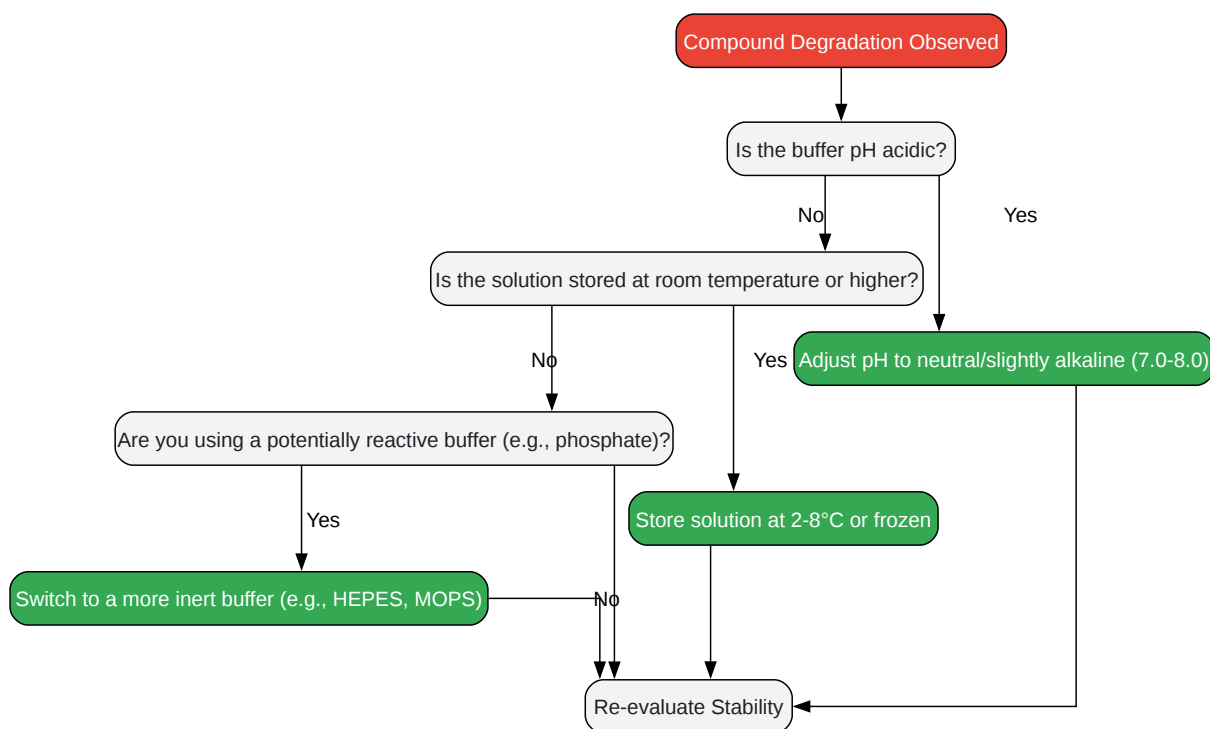 Compound Degradation Observed
Is the buffer pH acidic?
No
Yes
Is the solution stored at room temperature or higher?
No
Yes
Adjust pH to neutral/slightly alkaline (7.0-8.0)
Are you using a potentially reactive buffer (e.g., phosphate)?
Yes
Store solution at 2-8°C or frozen
Switch to a more inert buffer (e.g., HEPES, MOPS)
No
Re-evaluate Stability